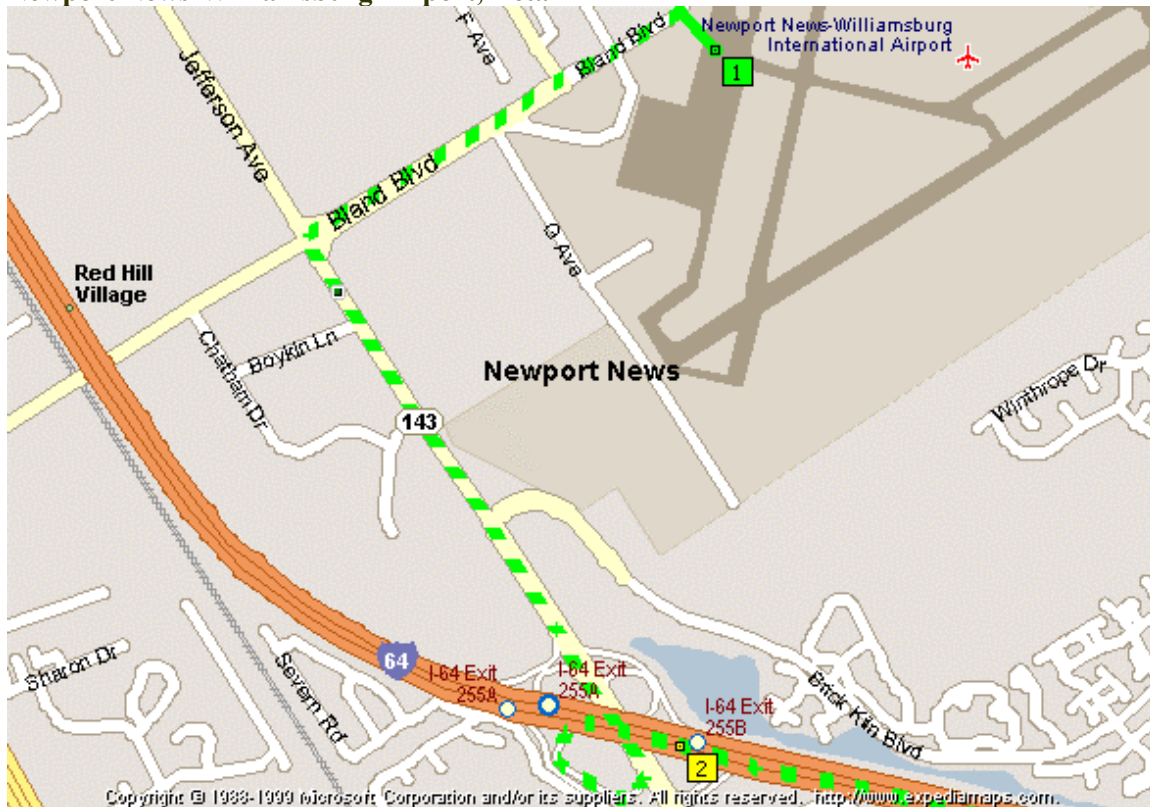 F Ave
Bland Blvd
Newport News-Williamsburg
International Airport
1
Jefferson Ave
Bland Blvd
Q Ave
Red Hill
Village
Chatham Dr
Boykin Ln
Newport News
Winthrope Dr
143
64
Sharon Dr
Severn Rd
I-64 Exit
255A
I-64 Exit
255A
I-64 Exit
255B
Brick Kiln Blvd
2
Copyright © 1988-1999 Microsoft Corporation and/or its suppliers. All rights reserved. http://www.expediamaps.com.